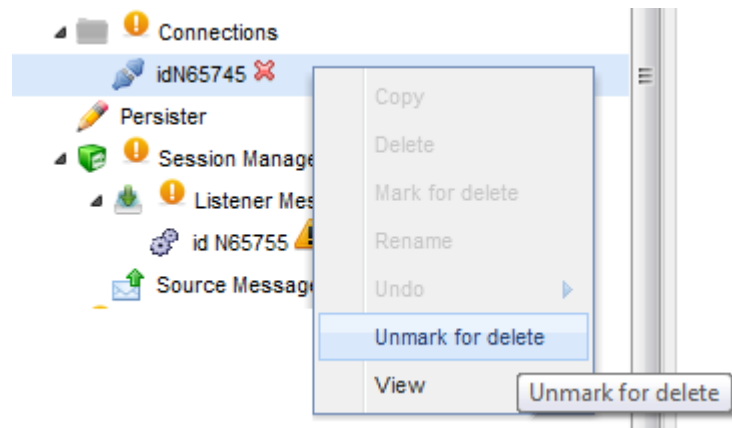 Connections
idN65745
Copy
Persister
Delete
Session Manage
Mark for delete
Listener Mes
Rename
id N65755
Undo
Source Message
Unmark for delete
View
Unmark for delete